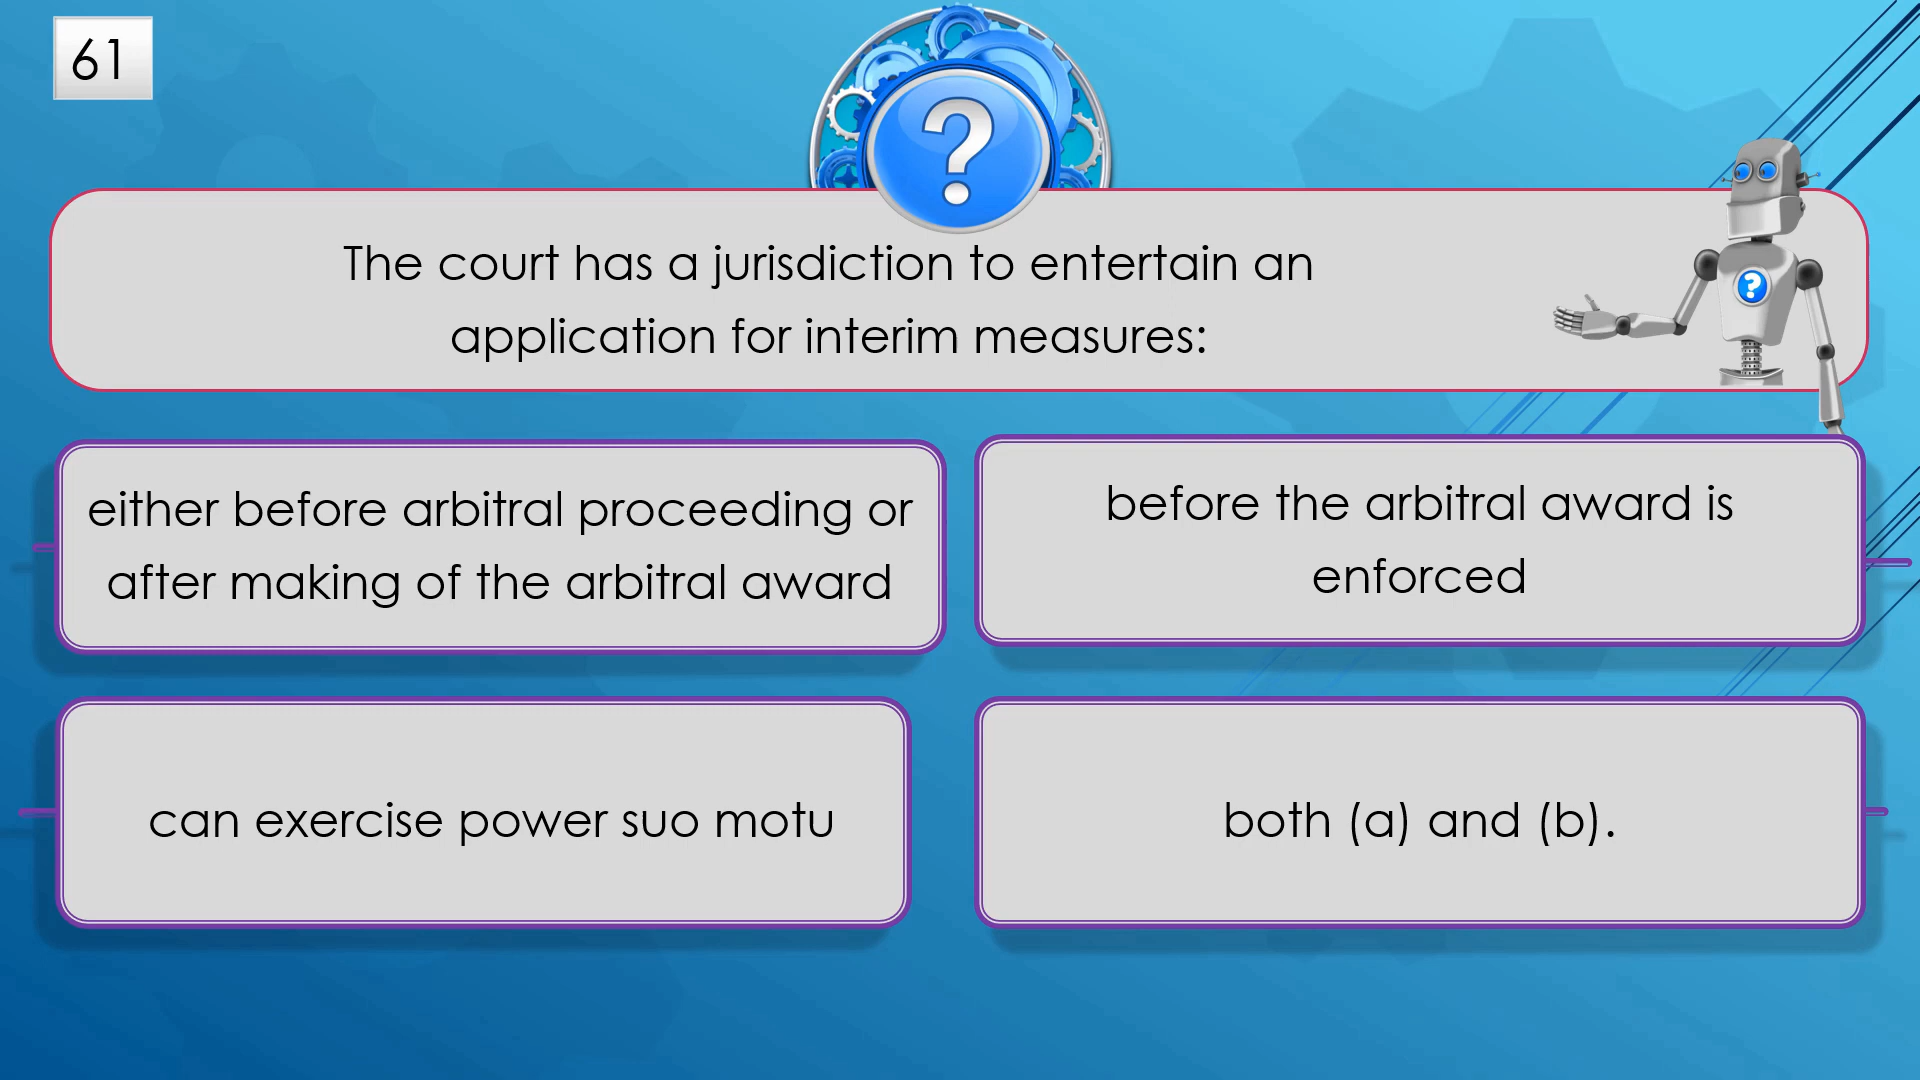 61
?
The court has a jurisdiction to entertain an
application for interim measures:
?
either before arbitral proceeding or
after making of the arbitral award
before the arbitral award is
enforced
can exercise power suo motu
both (a) and (b).